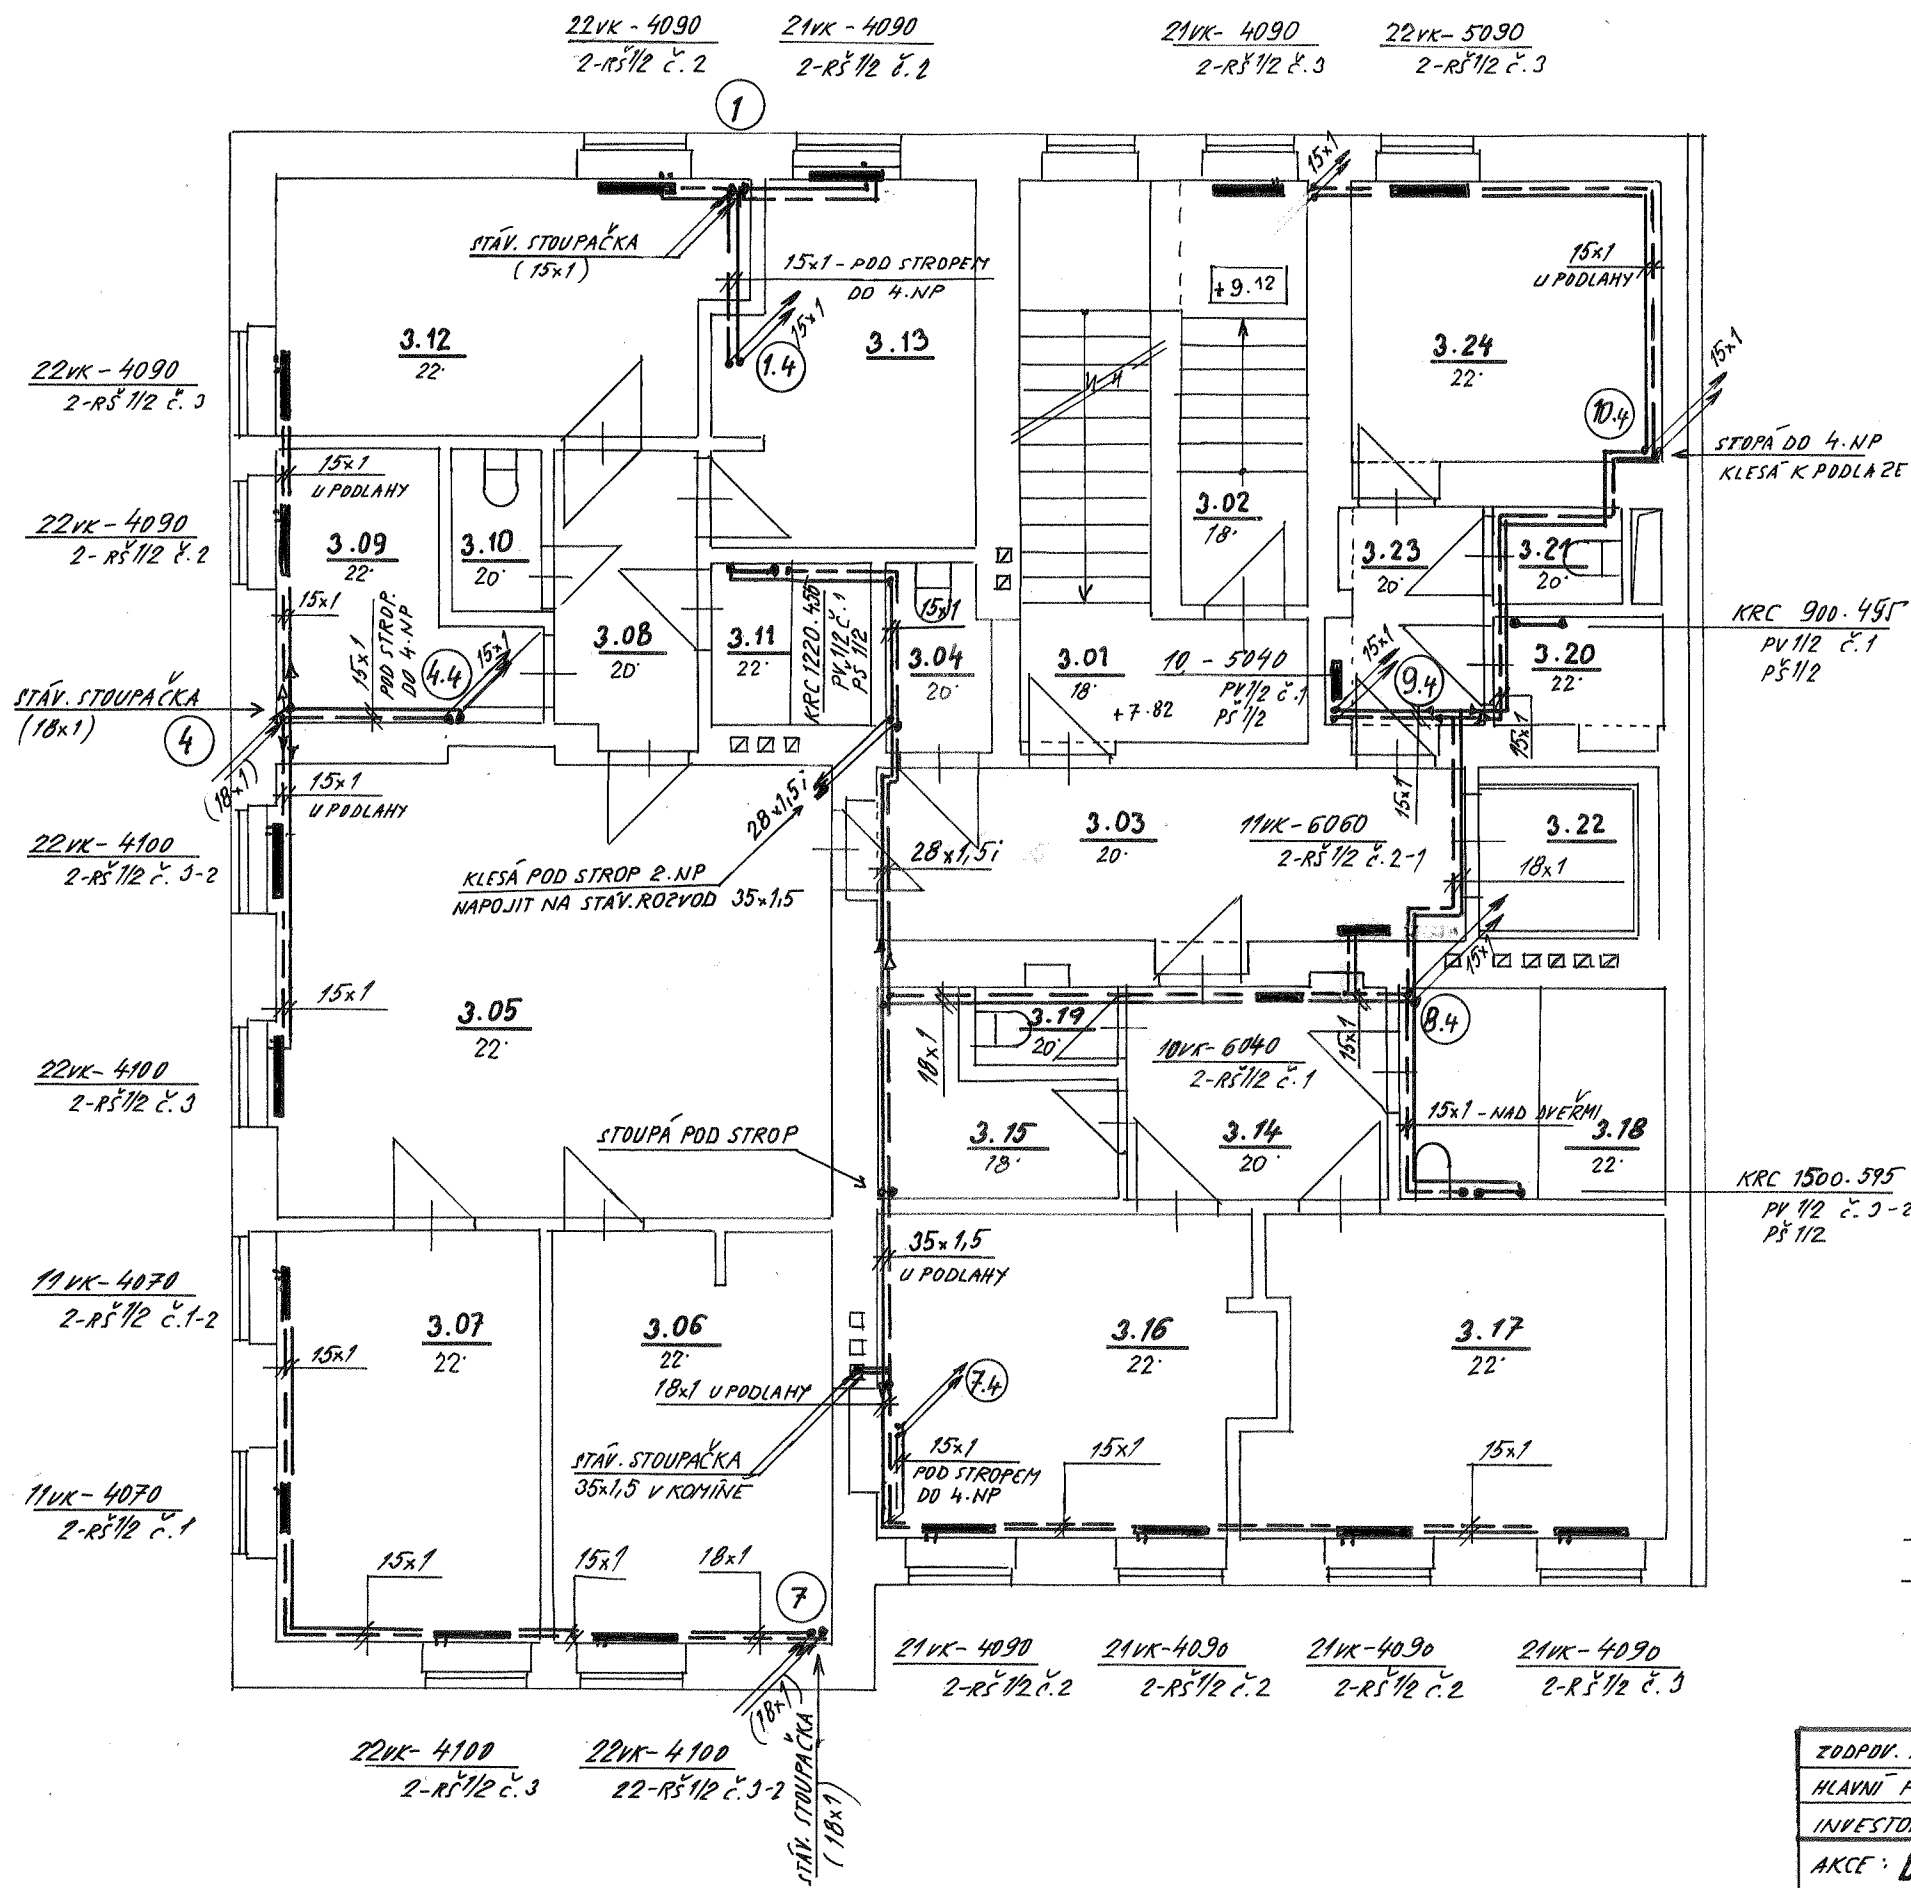 22VK - 4090
2-RŠ 1/2 č.2
21VK - 4090
2-RŠ 1/2 č.2
21VK - 4090
2-RŠ 1/2 č.3
22VK - 5090
2-RŠ 1/2 č.3
1
15x1
STÁV. STOUPAČKA
(15x1)
15x1 - POD STROPEM
DO 4.NP
15x1
+9.12
15x1
U PODLAHY
3.12
22°
1.4
3.13
3.24
22°
15x1
10.4
STOPÁ DO 4.NP
KLESÁ K PODLAZE
22VK - 4090
2-RŠ 1/2 č.3
15x1
U PODLAHY
22VK - 4090
2-RŠ 1/2 č.2
3.09
22°
3.10
20°
3.02
18°
3.23
20°
3.21
20°
15x1
15x1
POD STROP.
DO 4.NP
4.4
15x1
3.08
20°
3.11
22°
KRC 1220.456
PV 1/2 č.1
PŠ 1/2
15x1
3.04
20°
3.01
18°
+7.82
10 - 5040
PV 1/2 č.1
PŠ 1/2
15x1
9.4
3.20
22°
KRC 900.495
PV 1/2 č.1
PŠ 1/2
STÁV. STOUPAČKA
(18x1)
4
(18x1)
15x1
U PODLAHY
15x1
15x1
22VK - 4100
2-RŠ 1/2 č.3-2
28x1,5i
KLESÁ POD STROP 2.NP
NAPOJIT NA STÁV.ROZVOD 35x1,5
28x1,5i
3.03
20°
11VK-6060
2-RŠ 1/2 č.2-1
3.22
18x1
15x1
15x1
3.05
22°
18x1
3.19
20°
10VK-6040
2-RŠ 1/2 č.1
15x1
8.4
22VK - 4100
2-RŠ 1/2 č.3
STOUPÁ POD STROP
3.15
18°
3.14
20°
15x1 - NAD DVEŘMI
3.18
22°
KRC 1500.595
PV 1/2 č.3-2
PŠ 1/2
35x1,5
U PODLAHY
11VK - 4070
2-RŠ 1/2 č.1-2
15x1
3.07
22°
3.06
22°
18x1 U PODLAHY
3.16
22°
3.17
22°
7.4
STÁV. STOUPAČKA
35x1,5 V KOMÍNĚ
15x1
POD STROPEM
DO 4.NP
15x1
15x1
11VK - 4070
2-RŠ 1/2 č.1
15x1
15x1
18x1
7
(18x1)
STÁV. STOUPAČKA
(18x1)
21VK - 4090
2-RŠ 1/2 č.2
21VK-4090
2-RŠ 1/2 č.2
21VK-4090
2-RŠ 1/2 č.2
21VK-4090
2-RŠ 1/2 č.3
22VK - 4100
2-RŠ 1/2 č.3
22VK - 4100
22-RŠ 1/2 č.3-2
ZODPOV.
HLAVNÍ
AKCE :